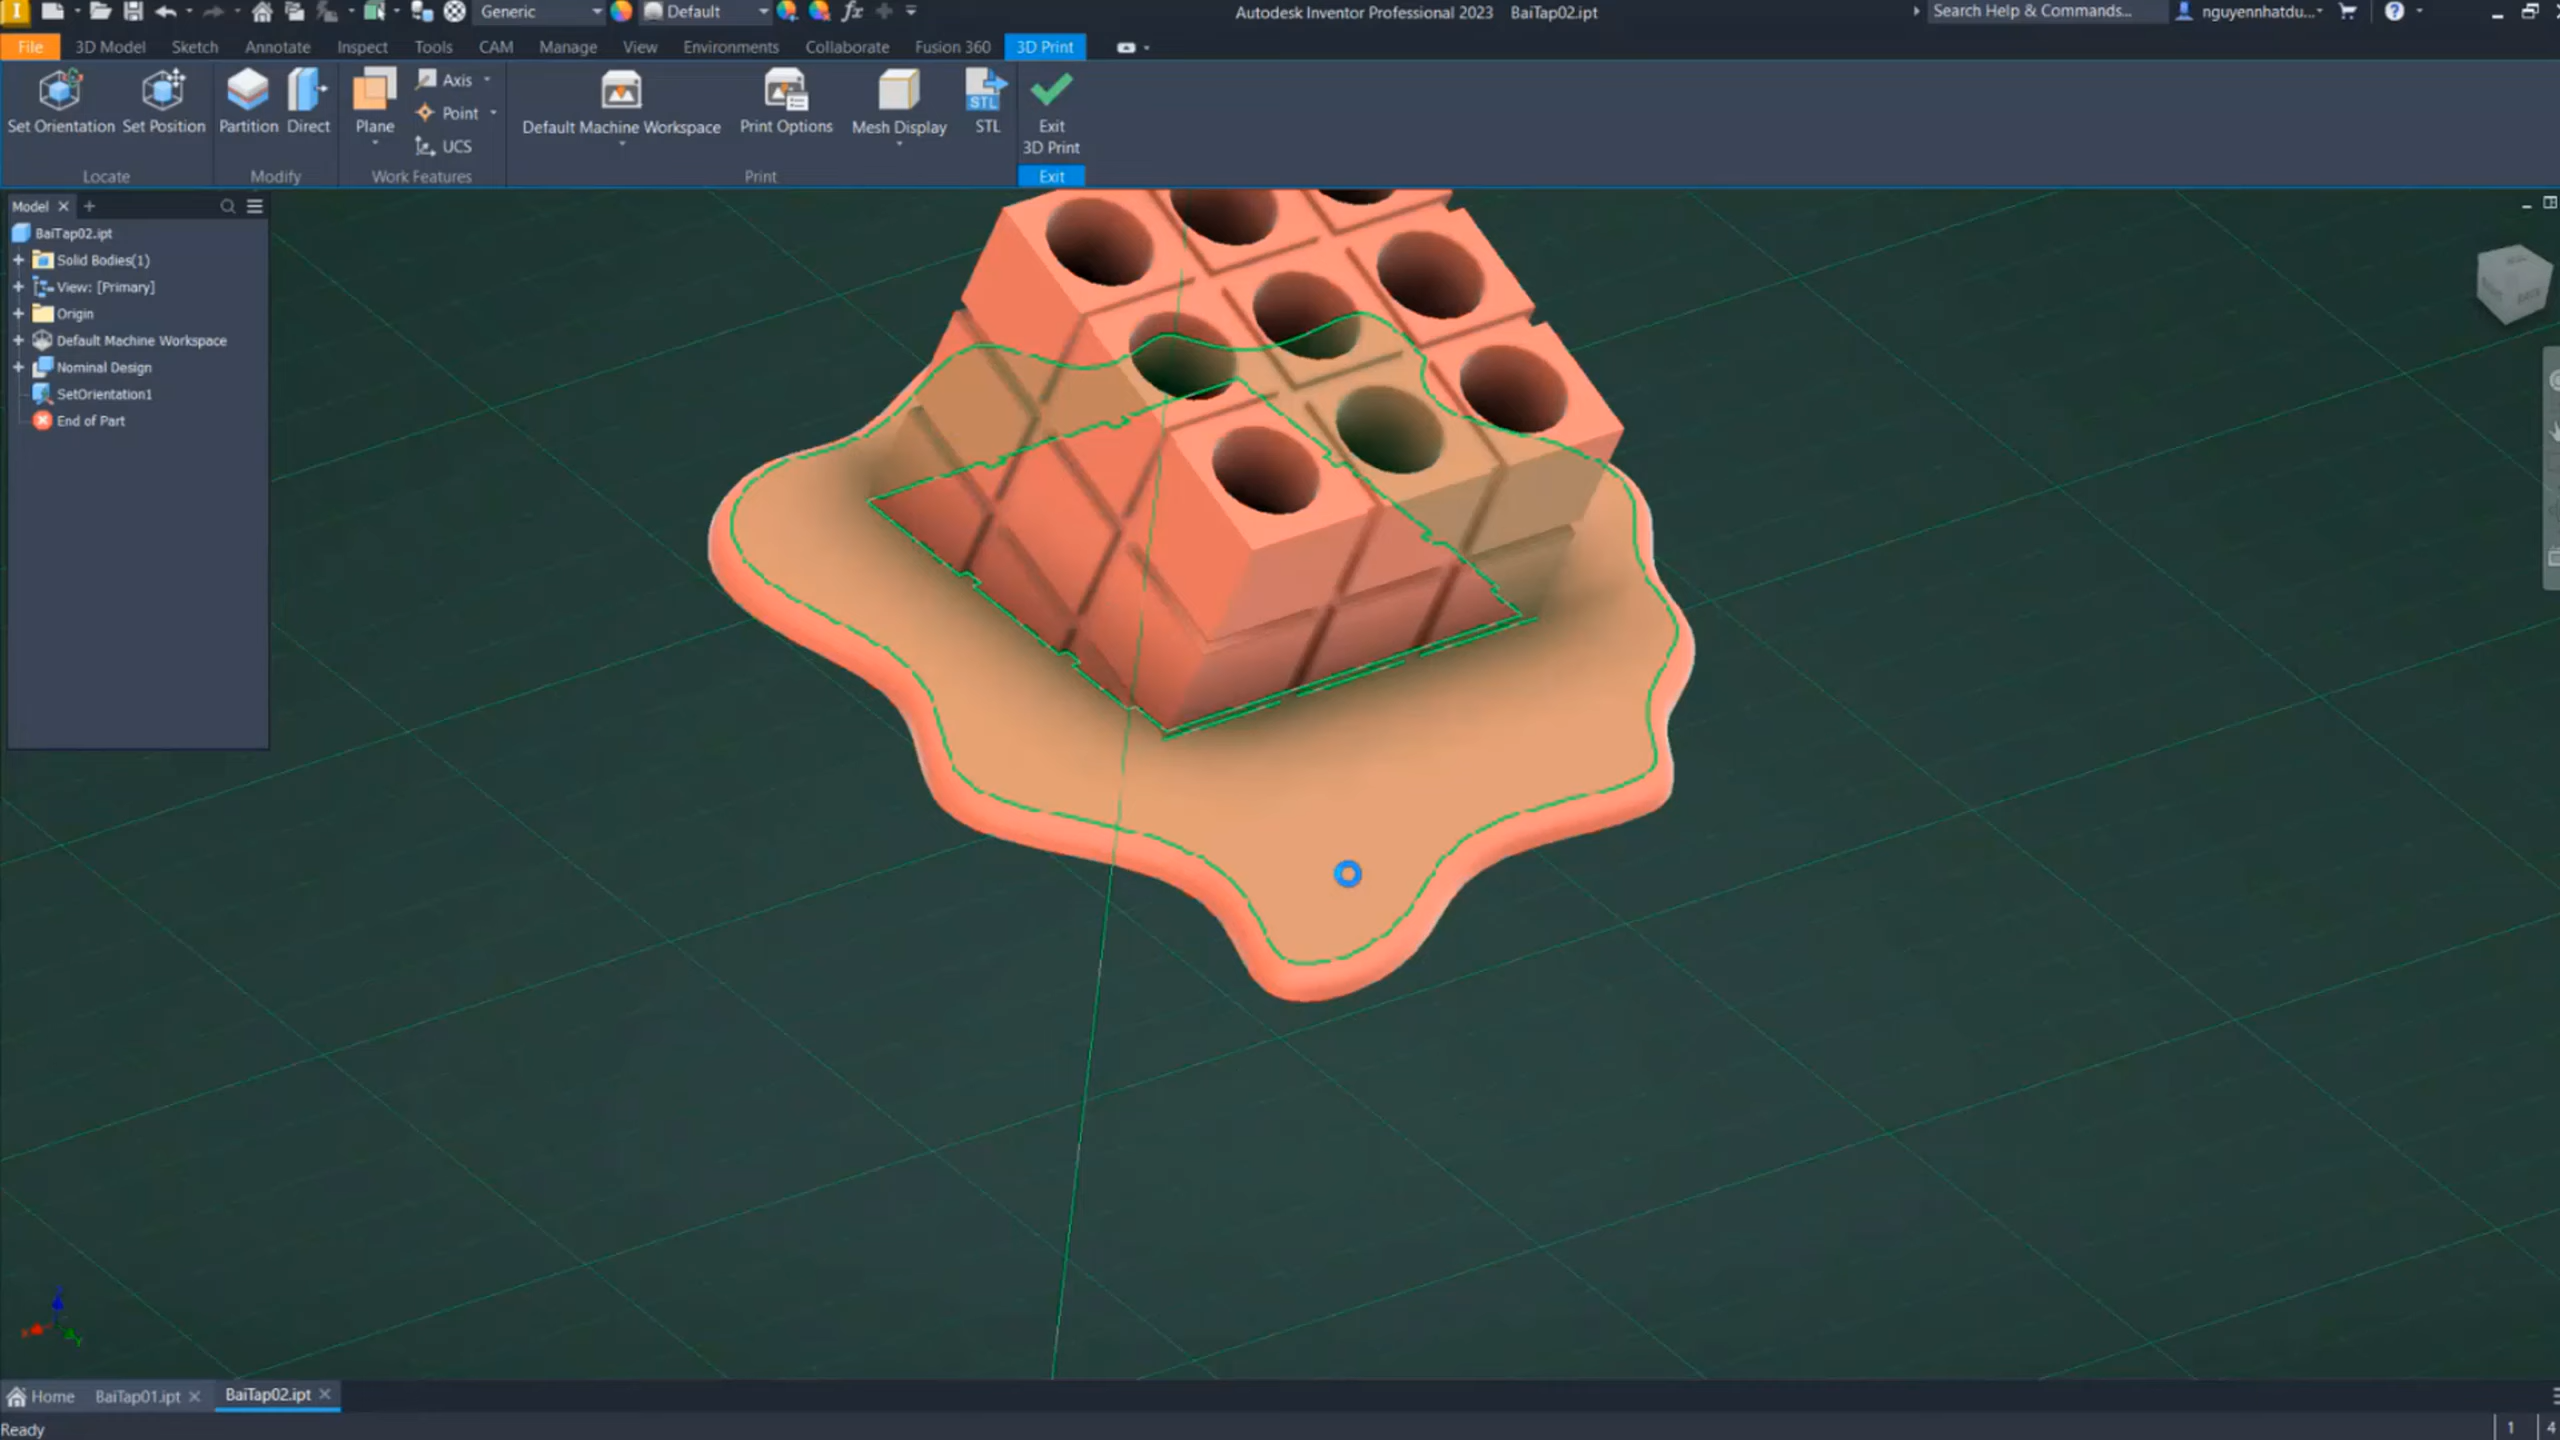 Generic
Default
fx
Autodesk Inventor Professional 2023 BaiTap02.ipt
Search Help & Commands...
nguyennhatdu...
File 3D Model Sketch Annotate Inspect Tools CAM Manage View Environments Collaborate Fusion 360 3D Print
Set Orientation Set Position Partition Direct Plane Axis Point UCS Default Machine Workspace Print Options Mesh Display STL STL Exit 3D Print
Locate Modify Work Features Print Exit
Model
BaiTap02.ipt
Solid Bodies(1)
View: [Primary]
Origin
Default Machine Workspace
Nominal Design
SetOrientation1
End of Part
Home BaiTap01.ipt BaiTap02.ipt
Ready
1 4